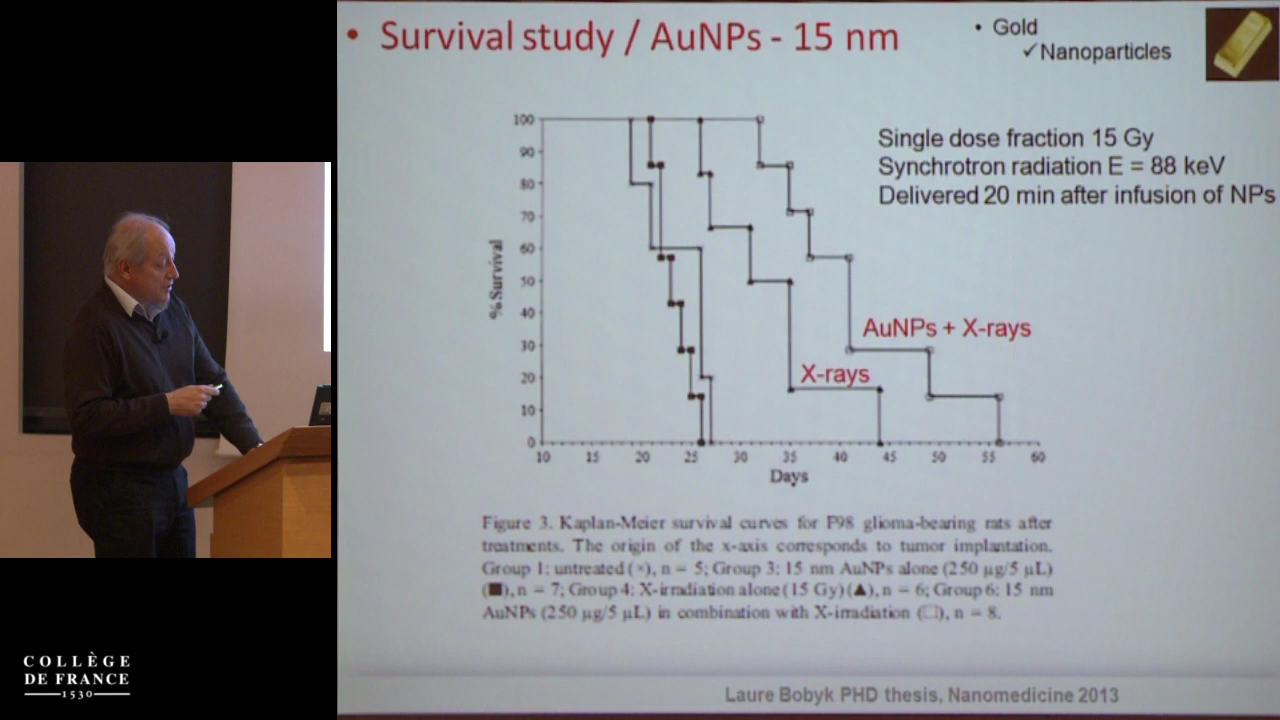 • Survival study / AuNPs - 15 nm
• Gold
✓Nanoparticles
Single dose fraction 15 Gy
Synchrotron radiation E = 88 keV
Delivered 20 min after infusion of NPs
% Survival
100
90
80
70
60
50
40
30
20
10
0
AuNPs + X-rays
X-rays
10 15 20 25 30 35 40 45 50 55 60
Days
Figure 3. Kaplan-Meier survival curves for F98 glioma-bearing rats after
treatments. The origin of the x-axis corresponds to tumor implantation.
Group 1: untreated (×), n = 5; Group 3: 15 nm AuNPs alone (250 µg/5 µL)
(■), n = 7; Group 4: X-irradiation alone (15 Gy) (▲), n = 6; Group 6: 15 nm
AuNPs (250 µg/5 µL) in combination with X-irradiation (□), n = 8.
Laure Bobyk PHD thesis, Nanomedicine 2013
COLLÈGE
DE FRANCE
1530